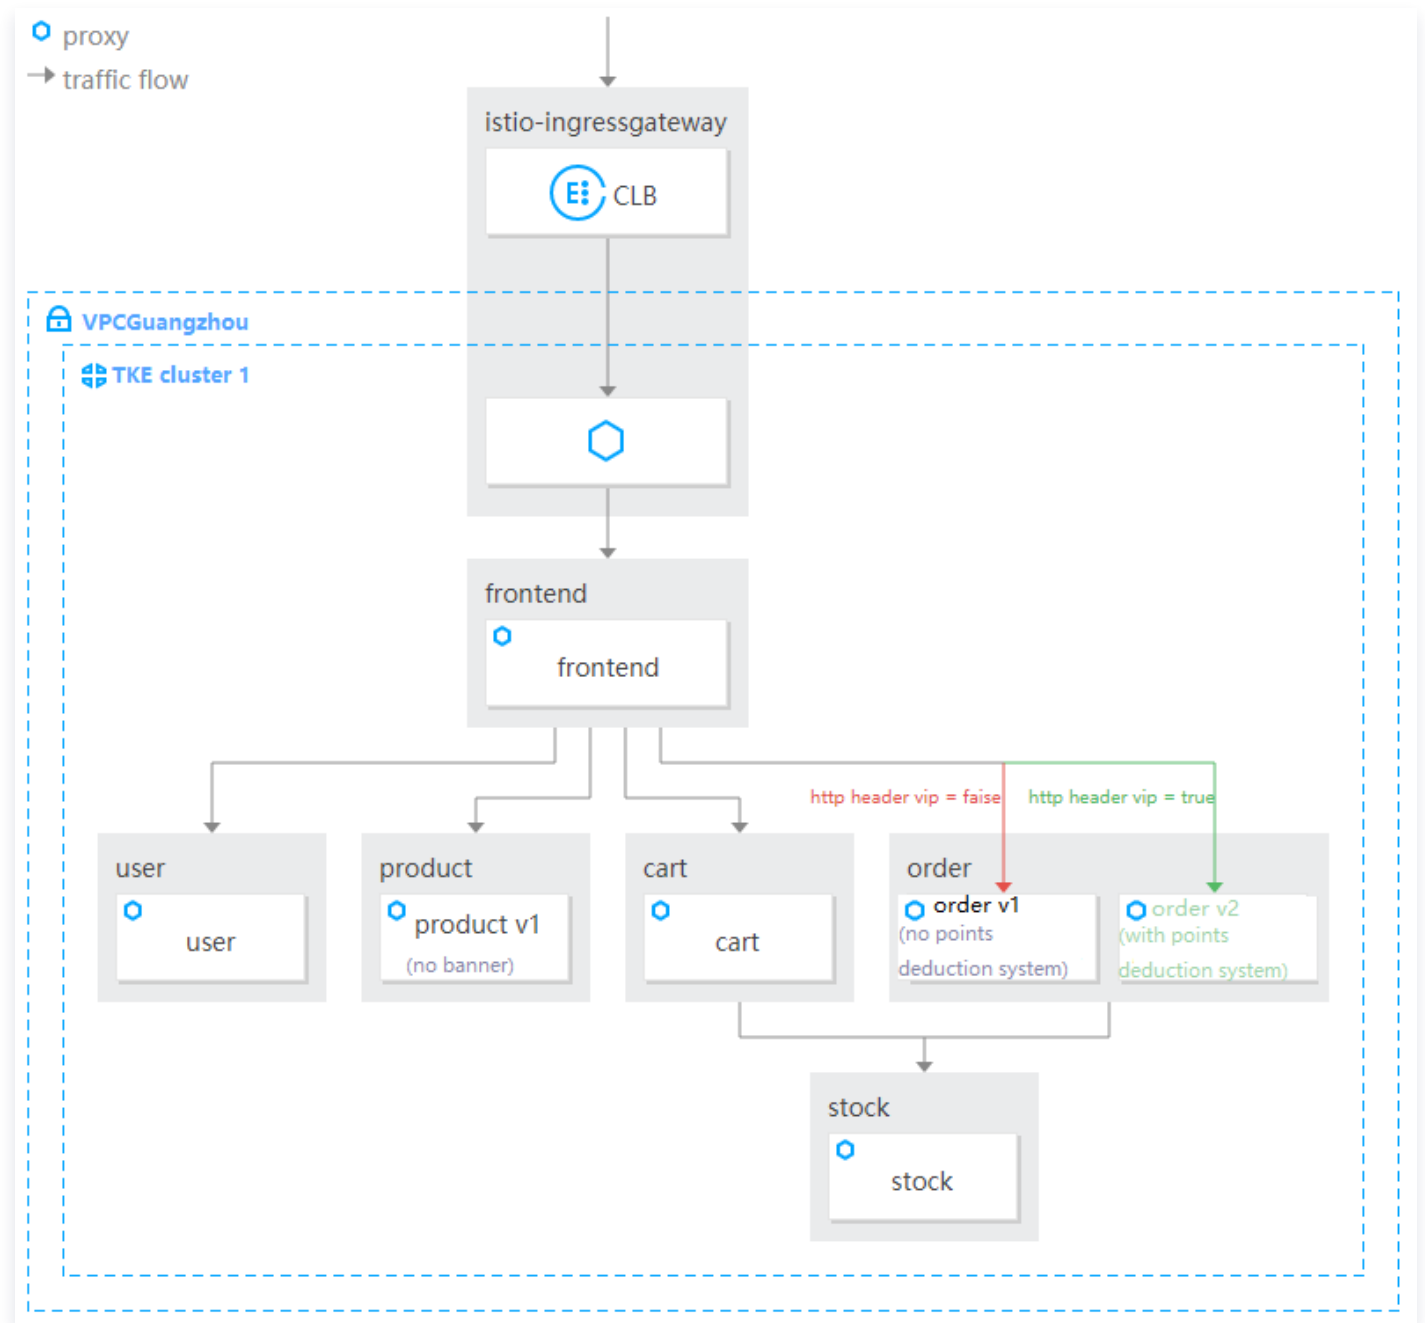 proxy
traffic flow
istio-ingressgateway
CLB
VPCGuangzhou
TKE cluster 1
frontend
frontend
http header vip = faise
http header vip = true
user
user
product
product v1
(no banner)
cart
cart
order
order v1
(no points
deduction system)
order v2
(with points
deduction system)
stock
stock